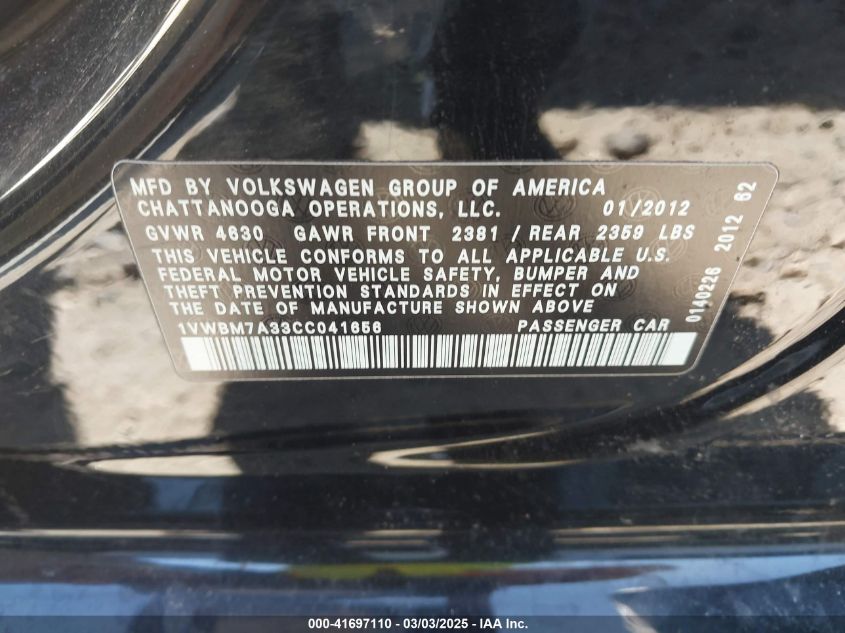 MFD BY VOLKSWAGEN GROUP OF AMERICA
CHATTANOOGA OPERATIONS, LLC. 01/2012
GVWR 4630 GAWR FRONT 2381 / REAR 2359 LBS
THIS VEHICLE CONFORMS TO ALL APPLICABLE U.S.
FEDERAL MOTOR VEHICLE SAFETY, BUMPER AND
THEFT PREVENTION STANDARDS IN EFFECT ON
THE DATE OF MANUFACTURE SHOWN ABOVE
1VWBM7A33CC041656 PASSENGER CAR
01A0226 2012 62
000-41697110 - 03/03/2025 - IAA Inc.